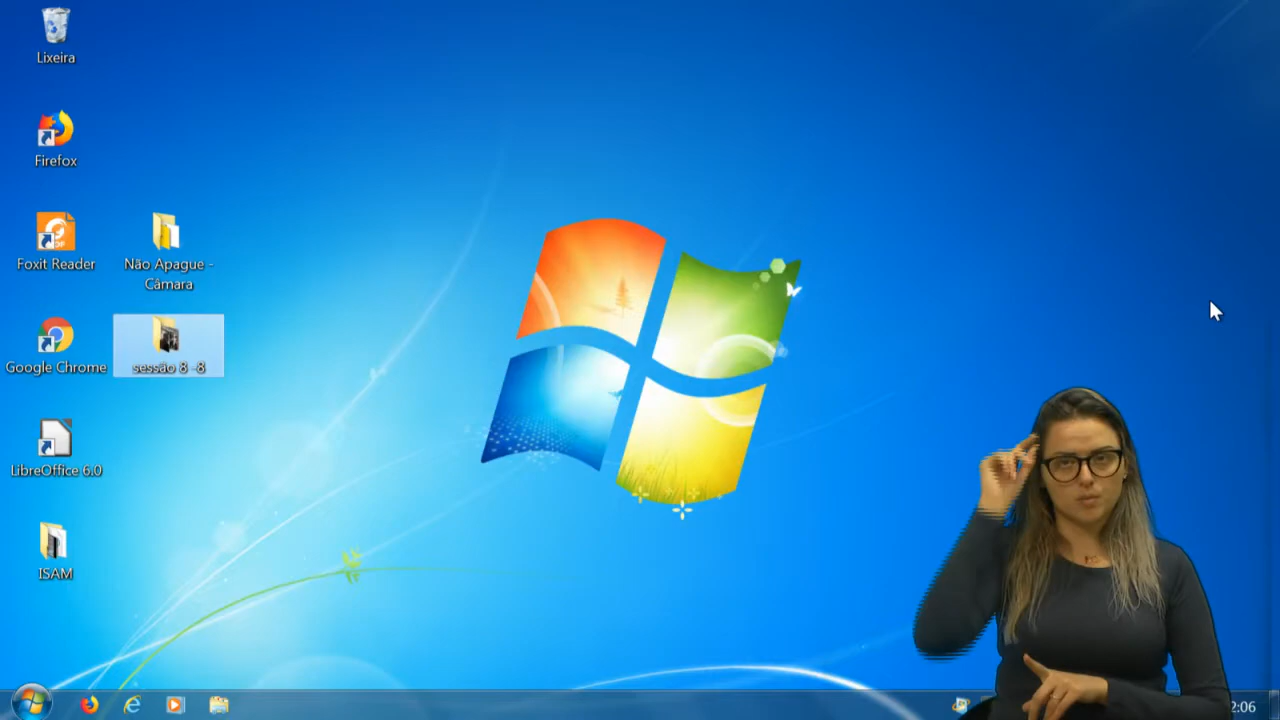 Lixeira
Firefox
Foxit Reader
Não Apague -
Câmara
Google Chrome
sessão 8 -8
LibreOffice 6.0
ISAM
2:06